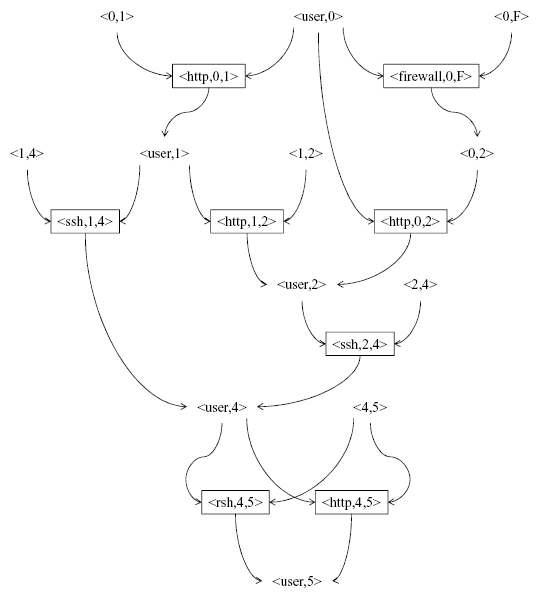 <0,1> <user,0> <0,F>
<http,0,1> <firewall,0,F>
<1,4> <user,1> <1,2> <0,2>
<ssh,1,4> <http,1,2> <http,0,2>
<user,2> <2,4>
<ssh,2,4>
<user,4> <4,5>
<rsh,4,5> <http,4,5>
<user,5>